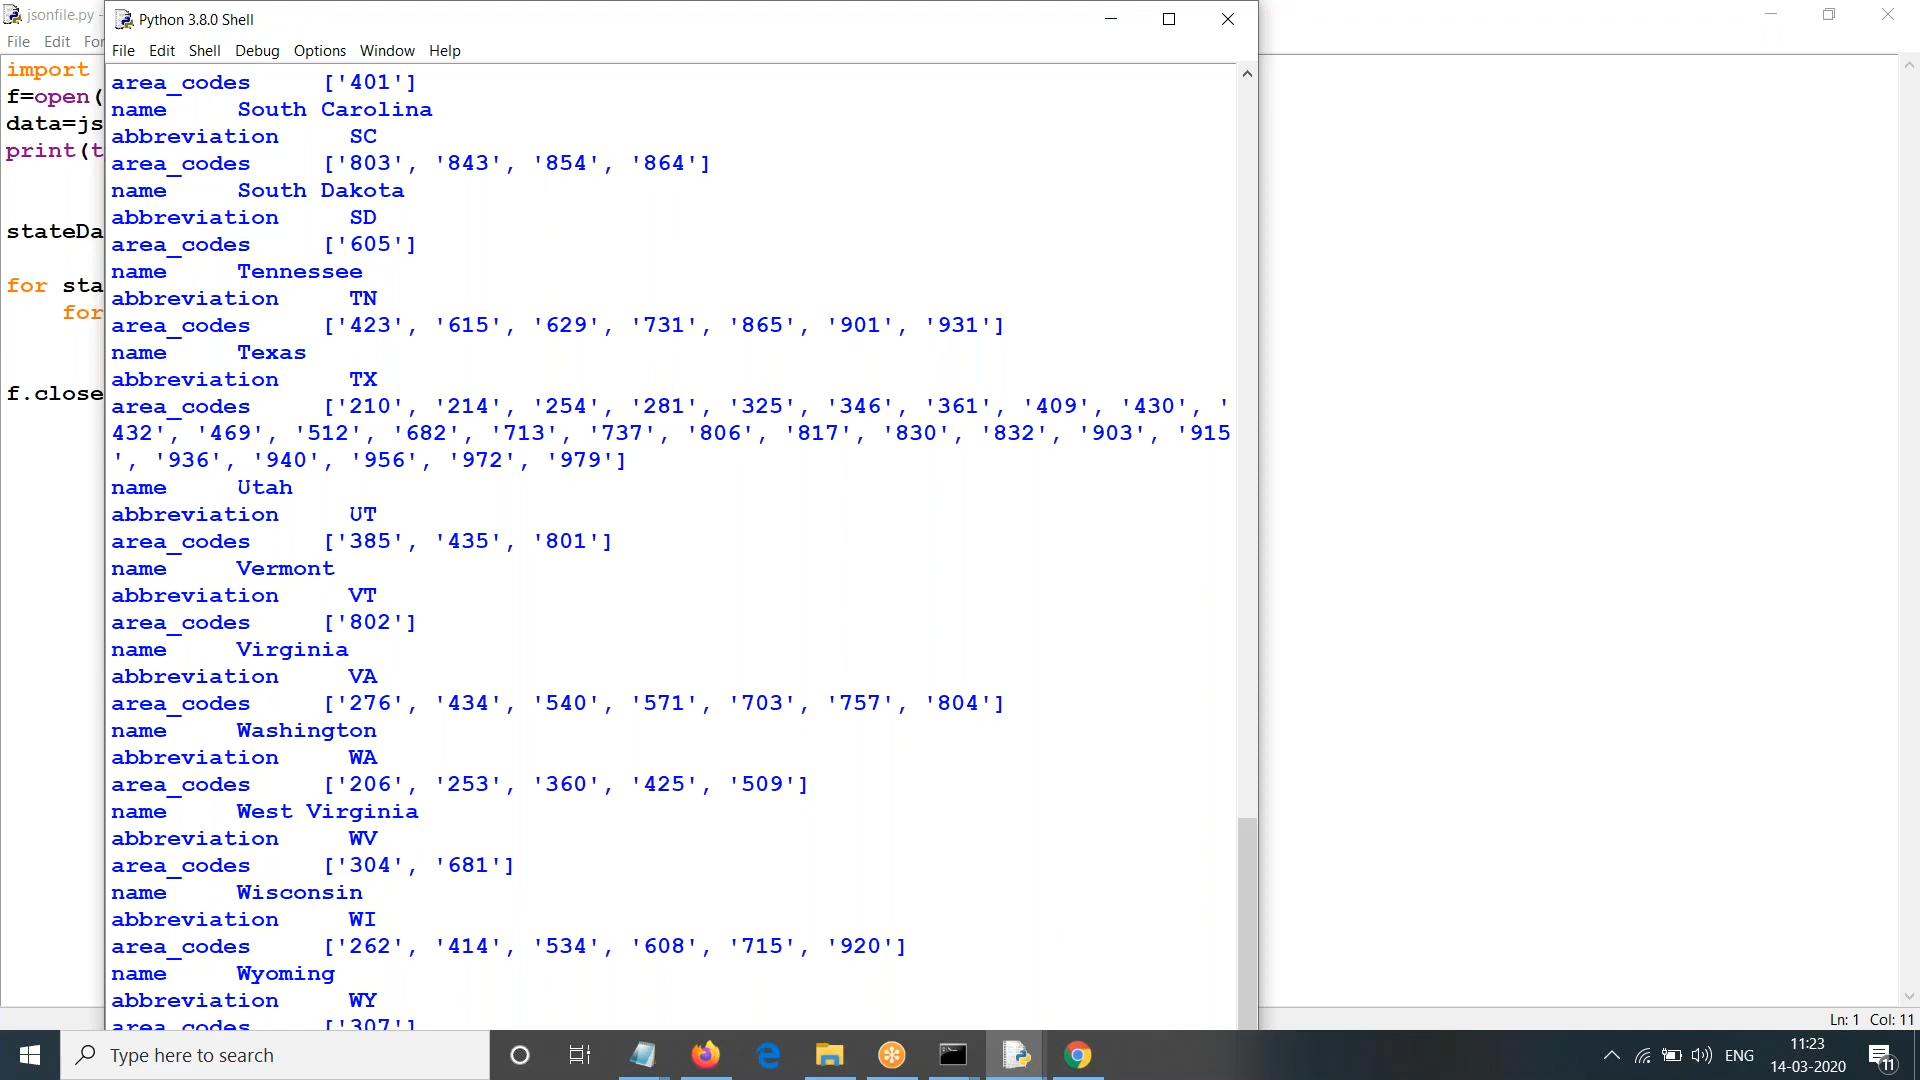 jsonfile.py -
File Edit For
import
f=open(
data=js
print(t
stateDa
for sta
for
f.close
Python 3.8.0 Shell
File Edit Shell Debug Options Window Help
area_codes ['401']
name South Carolina
abbreviation SC
area_codes ['803', '843', '854', '864']
name South Dakota
abbreviation SD
area_codes ['605']
name Tennessee
abbreviation TN
area_codes ['423', '615', '629', '731', '865', '901', '931']
name Texas
abbreviation TX
area_codes ['210', '214', '254', '281', '325', '346', '361', '409', '430', '
432', '469', '512', '682', '713', '737', '806', '817', '830', '832', '903', '915
', '936', '940', '956', '972', '979']
name Utah
abbreviation UT
area_codes ['385', '435', '801']
name Vermont
abbreviation VT
area_codes ['802']
name Virginia
abbreviation VA
area_codes ['276', '434', '540', '571', '703', '757', '804']
name Washington
abbreviation WA
area_codes ['206', '253', '360', '425', '509']
name West Virginia
abbreviation WV
area_codes ['304', '681']
name Wisconsin
abbreviation WI
area_codes ['262', '414', '534', '608', '715', '920']
name Wyoming
abbreviation WY
area_codes ['307']
Ln: 1 Col: 11
Type here to search
ENG
11:23
14-03-2020
11